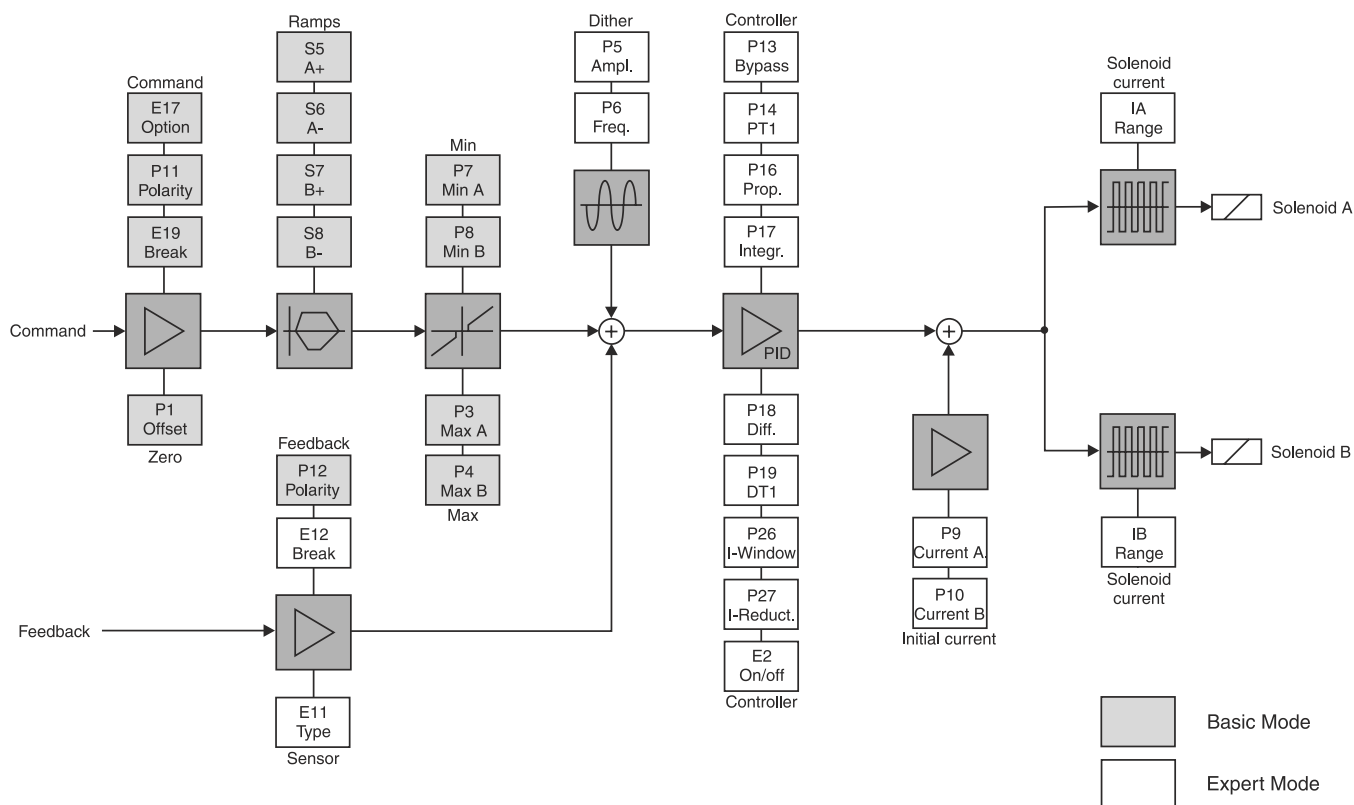 Ramps
S5
A+
S6
A-
S7
B+
S8
B-
Command
E17
Option
P11
Polarity
E19
Break
Command
P1
Offset
Zero
Min
P7
Min A
P8
Min B
P3
Max A
P4
Max B
Max
Dither
P5
Ampl.
P6
Freq.
Feedback
P12
Polarity
E12
Break
Feedback
E11
Type
Sensor
Controller
P13
Bypass
P14
PT1
P16
Prop.
P17
Integr.
PID
P18
Diff.
P19
DT1
P26
I-Window
P27
I-Reduct.
E2
On/off
Controller
P9
Current A.
P10
Current B
Initial current
Solenoid
current
IA
Range
Solenoid A
Solenoid B
IB
Range
Solenoid
current
Basic Mode
Expert Mode